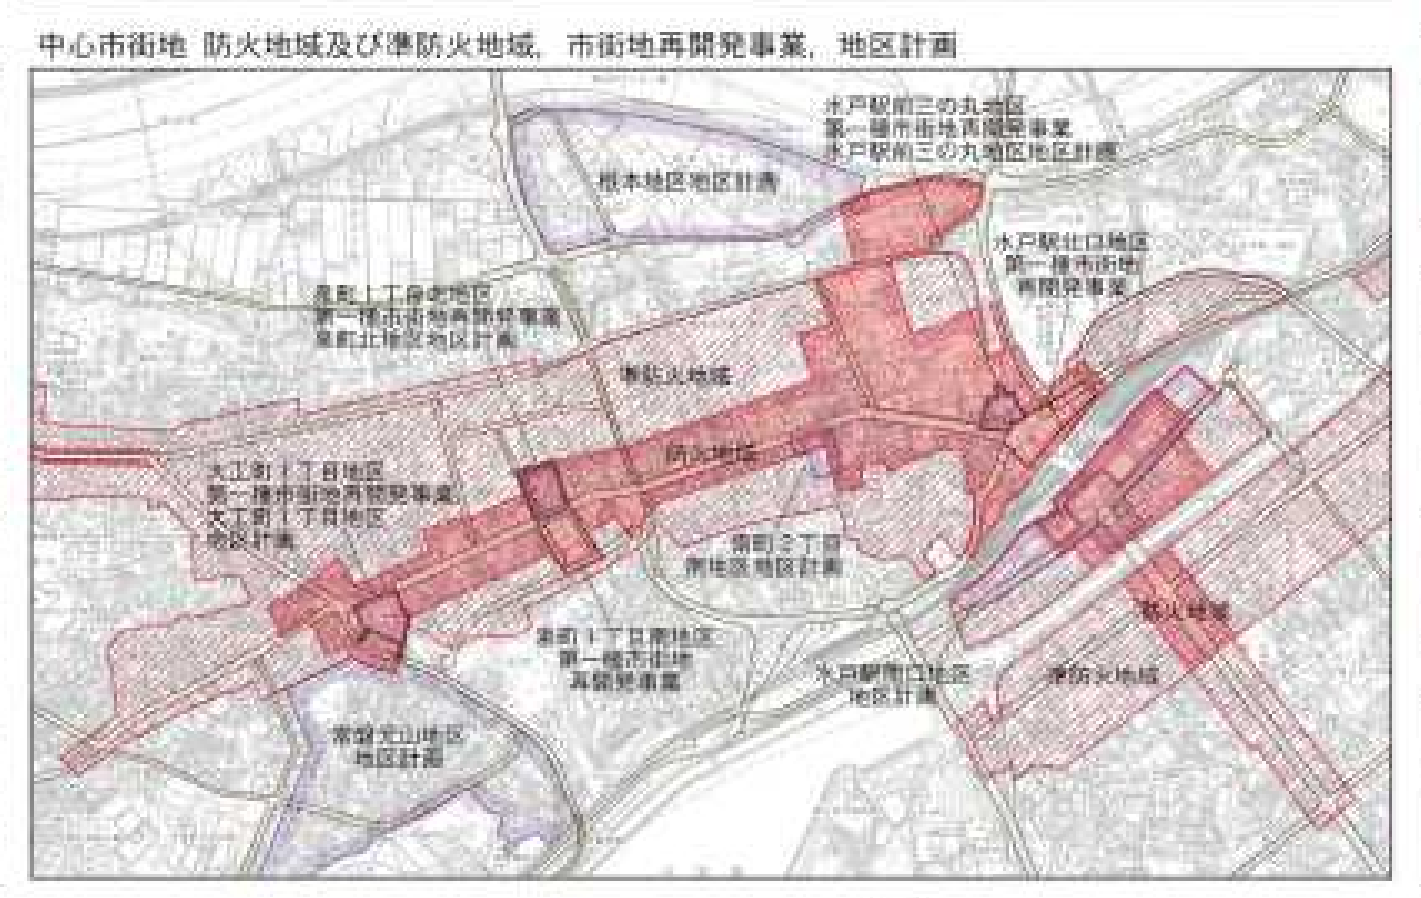 中心市街地 防火地域及び準防火地域，市街地再開発事業，地区計画
水戸駅前三の丸地区
第一種市街地再開発事業
水戸駅前三の丸地区地区計画
根本地区地区計画
水戸駅北口地区
第一種市街地
再開発事業
泉町1丁目北地区
第一種市街地再開発事業
泉町北地区地区計画
準防火地域
防火地域
大工町1丁目地区
第一種市街地再開発事業
大工町1丁目地区
地区計画
南町2丁目
南地区地区計画
防火地域
泉町1丁目南地区
第一種市街地
再開発事業
水戸駅南口地区
地区計画
準防火地域
常磐元山地区
地区計画